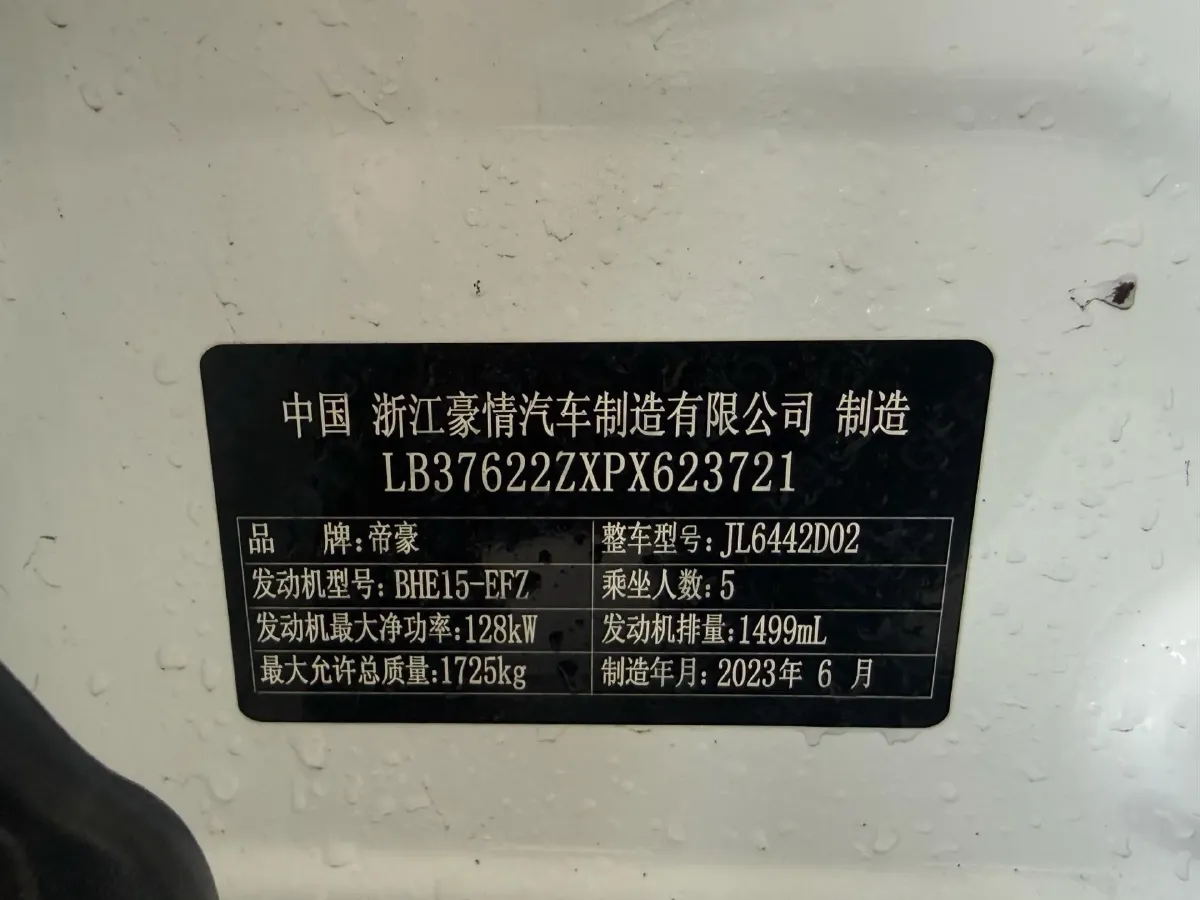 中国 浙江豪情汽车制造有限公司 制造
LB37622ZXPX623721
品 牌:帝豪 整车型号:JL6442D02
发动机型号:BHE15-EFZ 乘坐人数:5
发动机最大净功率:128kW 发动机排量:1499mL
最大允许总质量:1725kg 制造年月:2023年 6 月